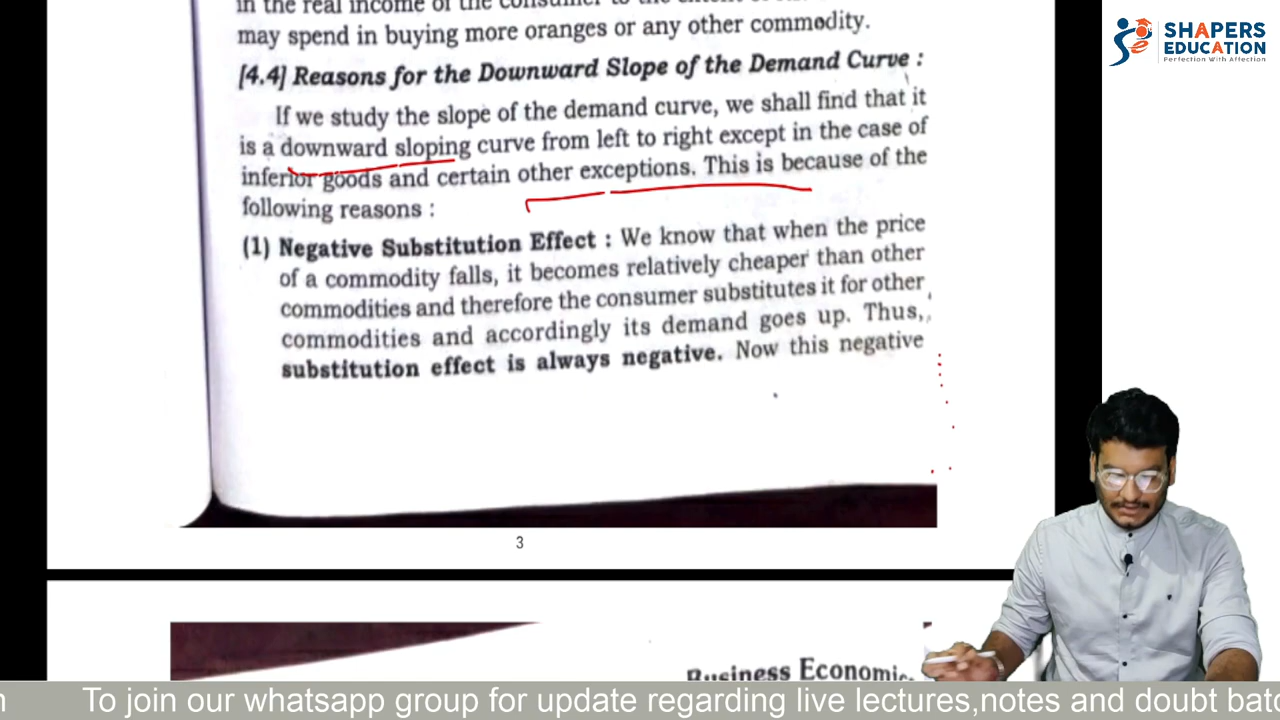 in the real income of the consumer to the extent of
may spend in buying more oranges or any other commodity.
[4.4] Reasons for the Downward Slope of the Demand Curve :
If we study the slope of the demand curve, we shall find that it
is a downward sloping curve from left to right except in the case of
inferior goods and certain other exceptions. This is because of the
following reasons :
(1) Negative Substitution Effect : We know that when the price
of a commodity falls, it becomes relatively cheaper than other
commodities and therefore the consumer substitutes it for other
commodities and accordingly its demand goes up. Thus,
substitution effect is always negative. Now this negative
3
Business Economic
SHAPERS
EDUCATION
Perfection With Affection
To join our whatsapp group for update regarding live lectures,notes and doubt batc